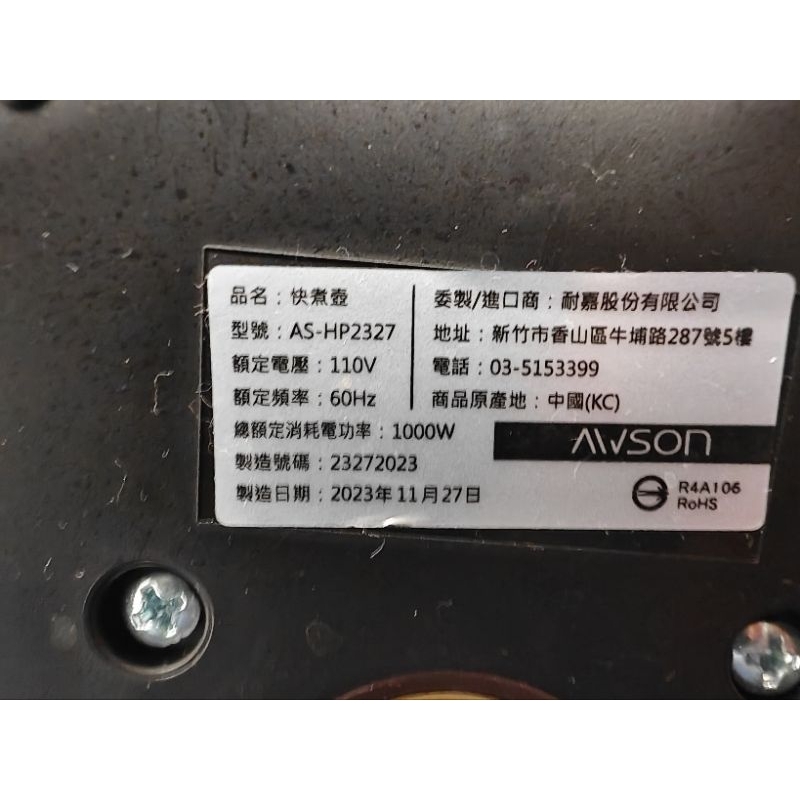 品名：快煮壺
型號：AS-HP2327
額定電壓：110V
額定頻率：60Hz
總額定消耗電功率：1000W
製造號碼：23272023
製造日期：2023年11月27日
委製/進口商：耐嘉股份有限公司
地址：新竹市香山區牛埔路287號5樓
電話：03-5153399
商品原產地：中國(KC)
AWSON
R4A106
RoHS